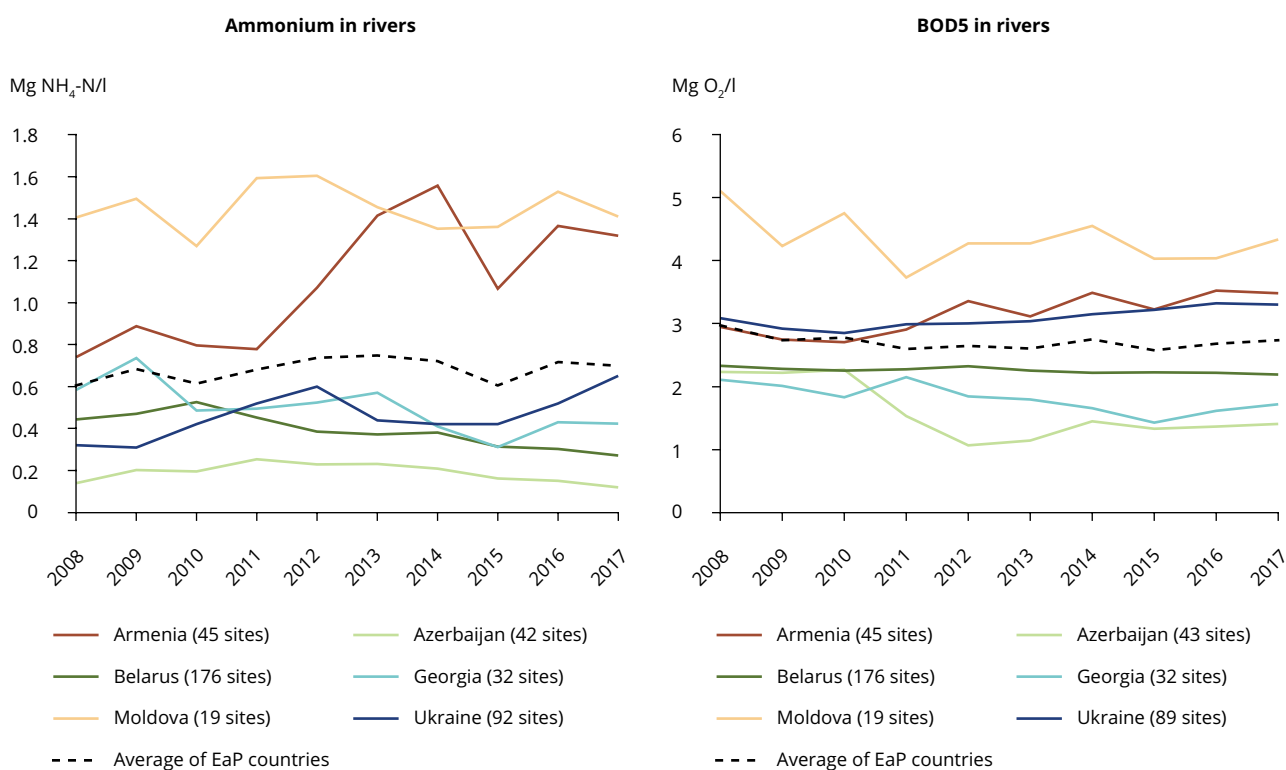 Ammonium in rivers
Mg NH₄-N/l
1.8
1.6
1.4
1.2
1.0
0.8
0.6
0.4
0.2
0
2008
2009
2010
2011
2012
2013
2014
2015
2016
2017
Armenia (45 sites)
Azerbaijan (42 sites)
Belarus (176 sites)
Georgia (32 sites)
Moldova (19 sites)
Ukraine (92 sites)
Average of EaP countries
BOD5 in rivers
Mg O₂/l
6
5
4
3
2
1
0
2008
2009
2010
2011
2012
2013
2014
2015
2016
2017
Armenia (45 sites)
Azerbaijan (43 sites)
Belarus (176 sites)
Georgia (32 sites)
Moldova (19 sites)
Ukraine (89 sites)
Average of EaP countries